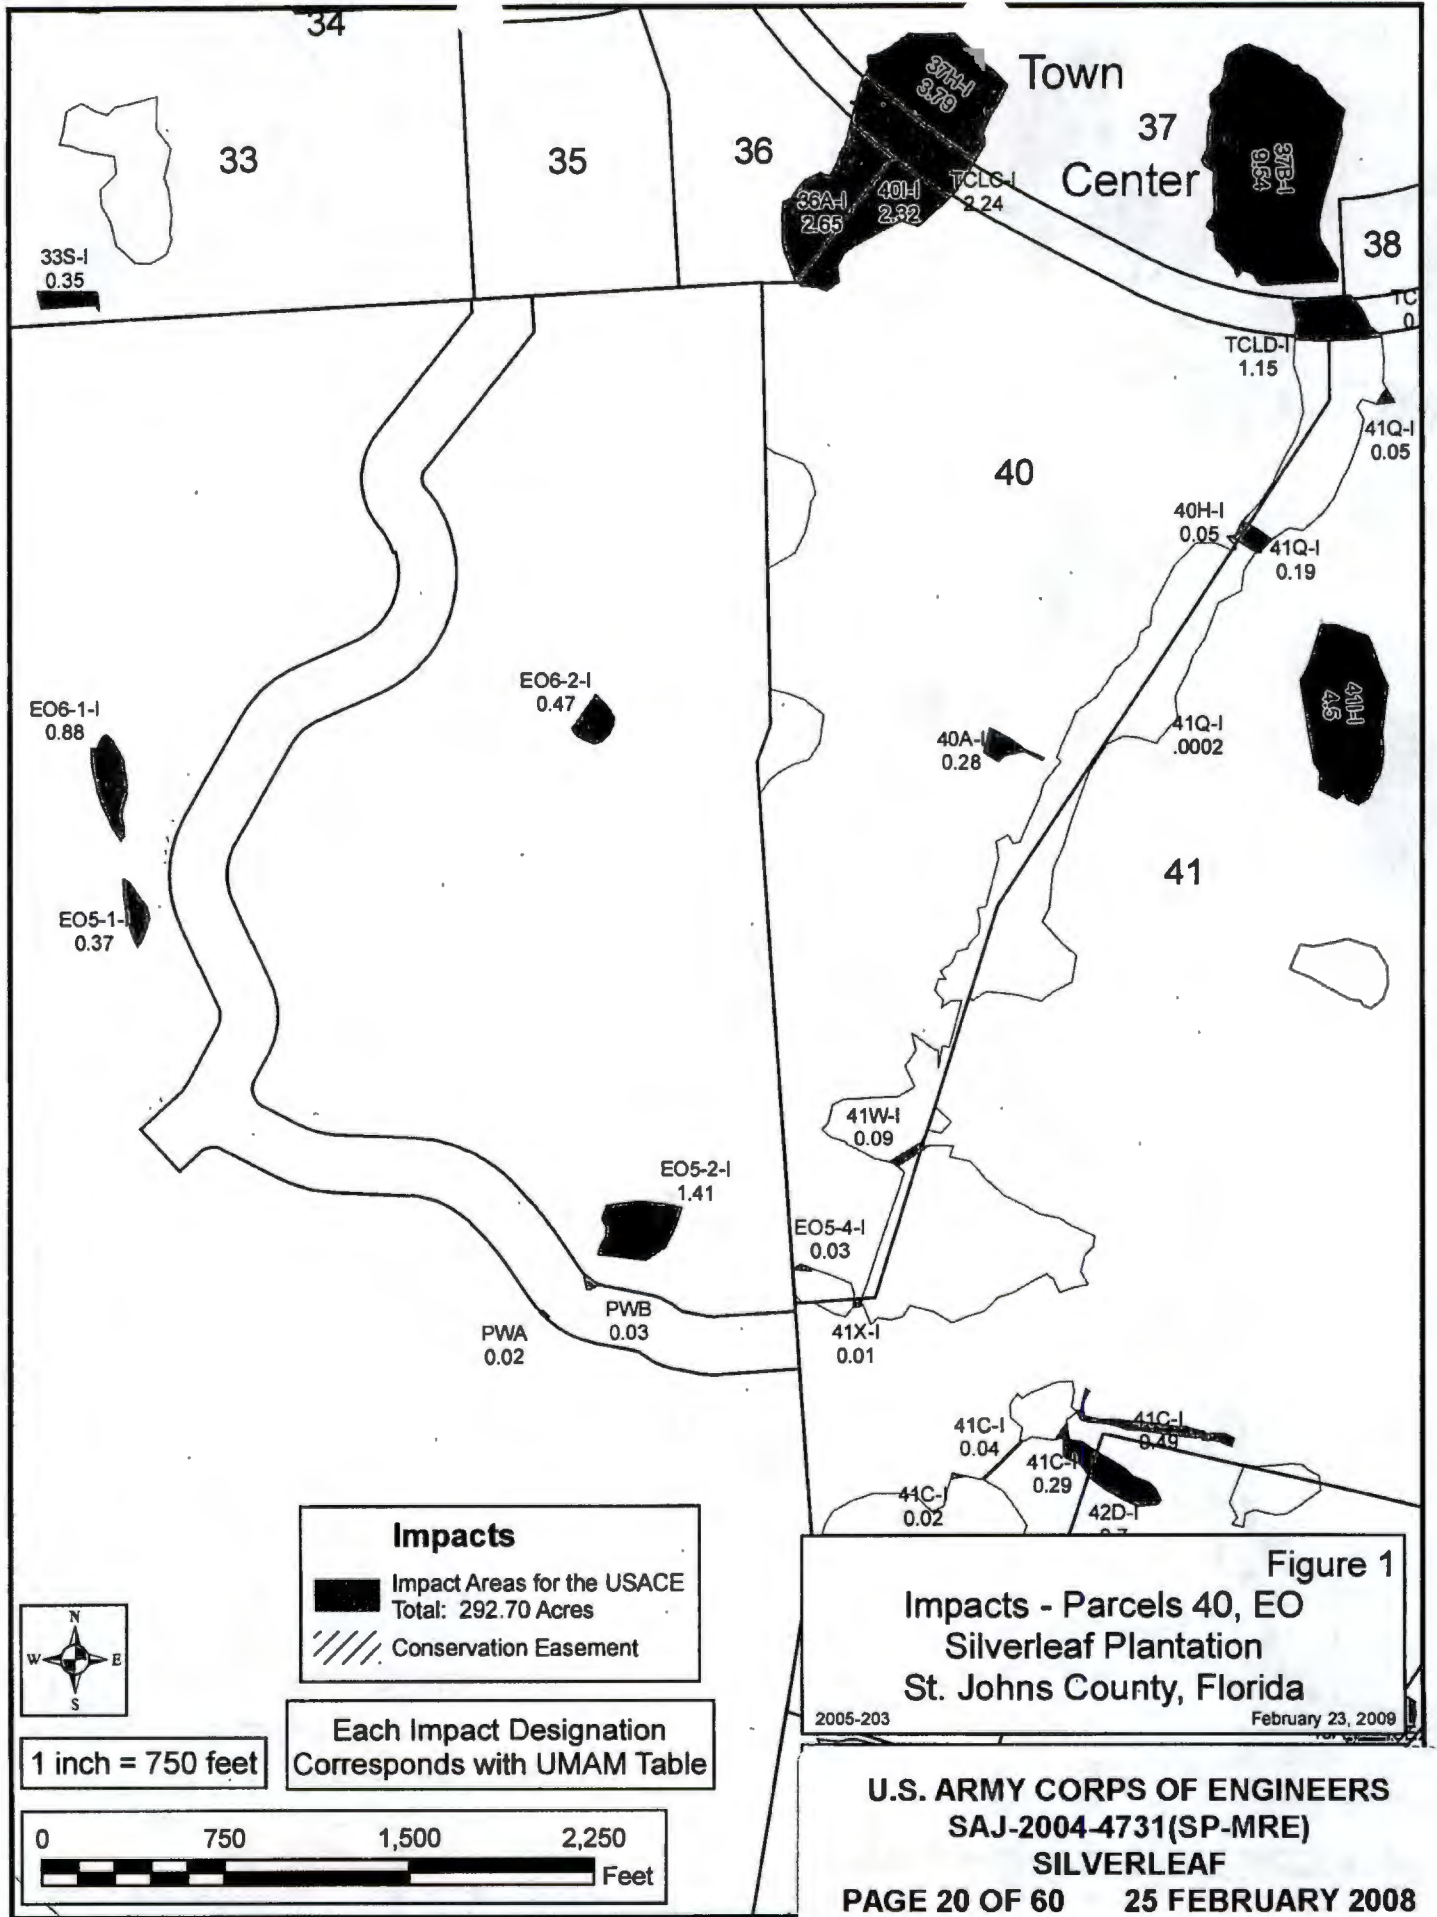 34
33
35
36
Town
37
Center
38
37H-I
3.79
36A-I
2.65
40I-I
2.32
TCLC-I
2.24
37B-I
9.54
33S-I
0.35
TC
0
TCLD-I
1.15
41Q-I
0.05
40
40H-I
0.05
41Q-I
0.19
EO6-2-I
0.47
EO6-1-I
0.88
41I-I
4.5
41Q-I
.0002
40A-I
0.28
41
EO5-1-I
0.37
41W-I
0.09
EO5-2-I
1.41
EO5-4-I
0.03
PWB
0.03
PWA
0.02
41X-I
0.01
41C-I
0.04
41C-I
0.49
41C-I
0.29
41C-I
0.02
42D-I
Impacts
Impact Areas for the USACE
Total: 292.70 Acres
Conservation Easement
N
W E
S
Each Impact Designation
Corresponds with UMAM Table
1 inch = 750 feet
0 750 1,500 2,250
Feet
Figure 1
Impacts - Parcels 40, EO
Silverleaf Plantation
St. Johns County, Florida
2005-203 February 23, 2009
U.S. ARMY CORPS OF ENGINEERS
SAJ-2004-4731(SP-MRE)
SILVERLEAF
PAGE 20 OF 60 25 FEBRUARY 2008